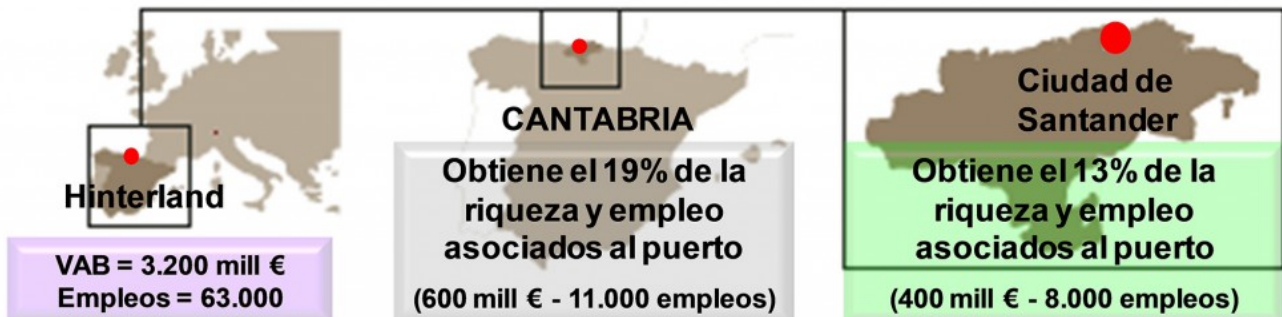 Hinterland
VAB = 3.200 mill €
Empleos = 63.000
CANTABRIA
Obtiene el 19% de la
riqueza y empleo
asociados al puerto
(600 mill € - 11.000 empleos)
Ciudad de
Santander
Obtiene el 13% de la
riqueza y empleo
asociados al puerto
(400 mill € - 8.000 empleos)